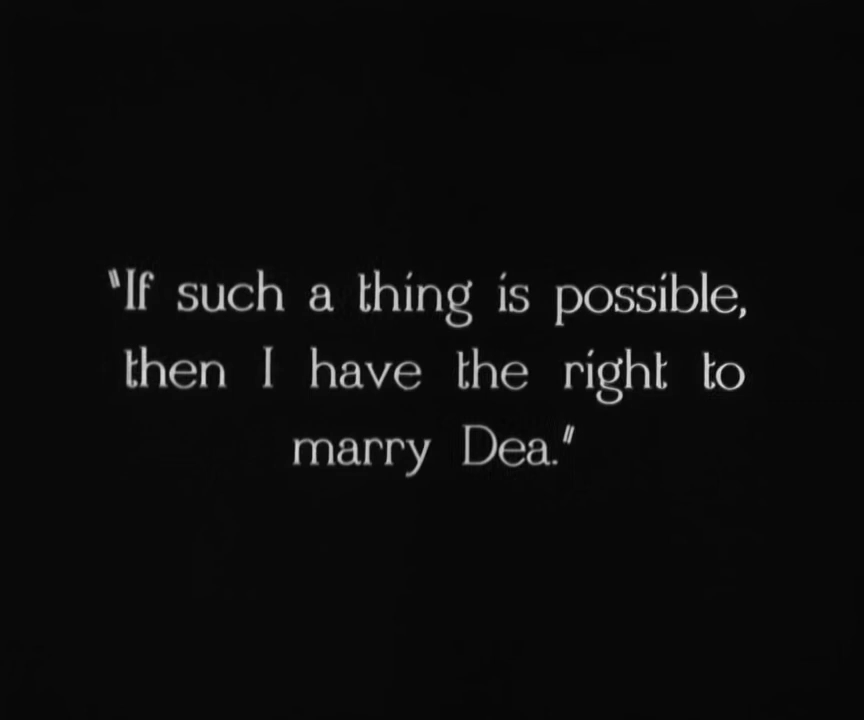 "If such a thing is possible,
then I have the right to
marry Dea."